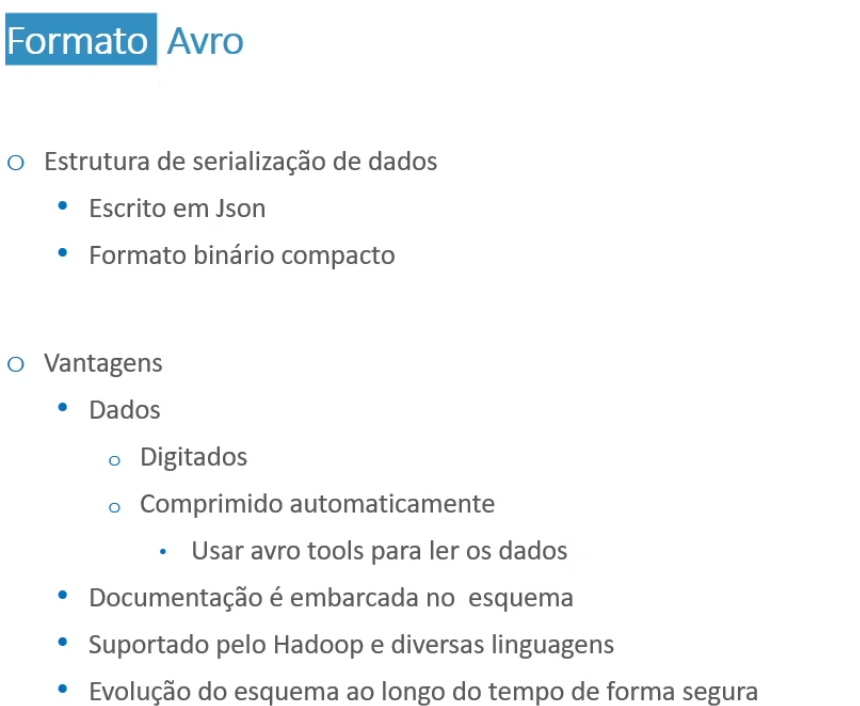 Formato Avro
Estrutura de serialização de dados
Escrito em Json
Formato binário compacto
Vantagens
Dados
Digitados
Comprimido automaticamente
Usar avro tools para ler os dados
Documentação é embarcada no esquema
Suportado pelo Hadoop e diversas linguagens
Evolução do esquema ao longo do tempo de forma segura